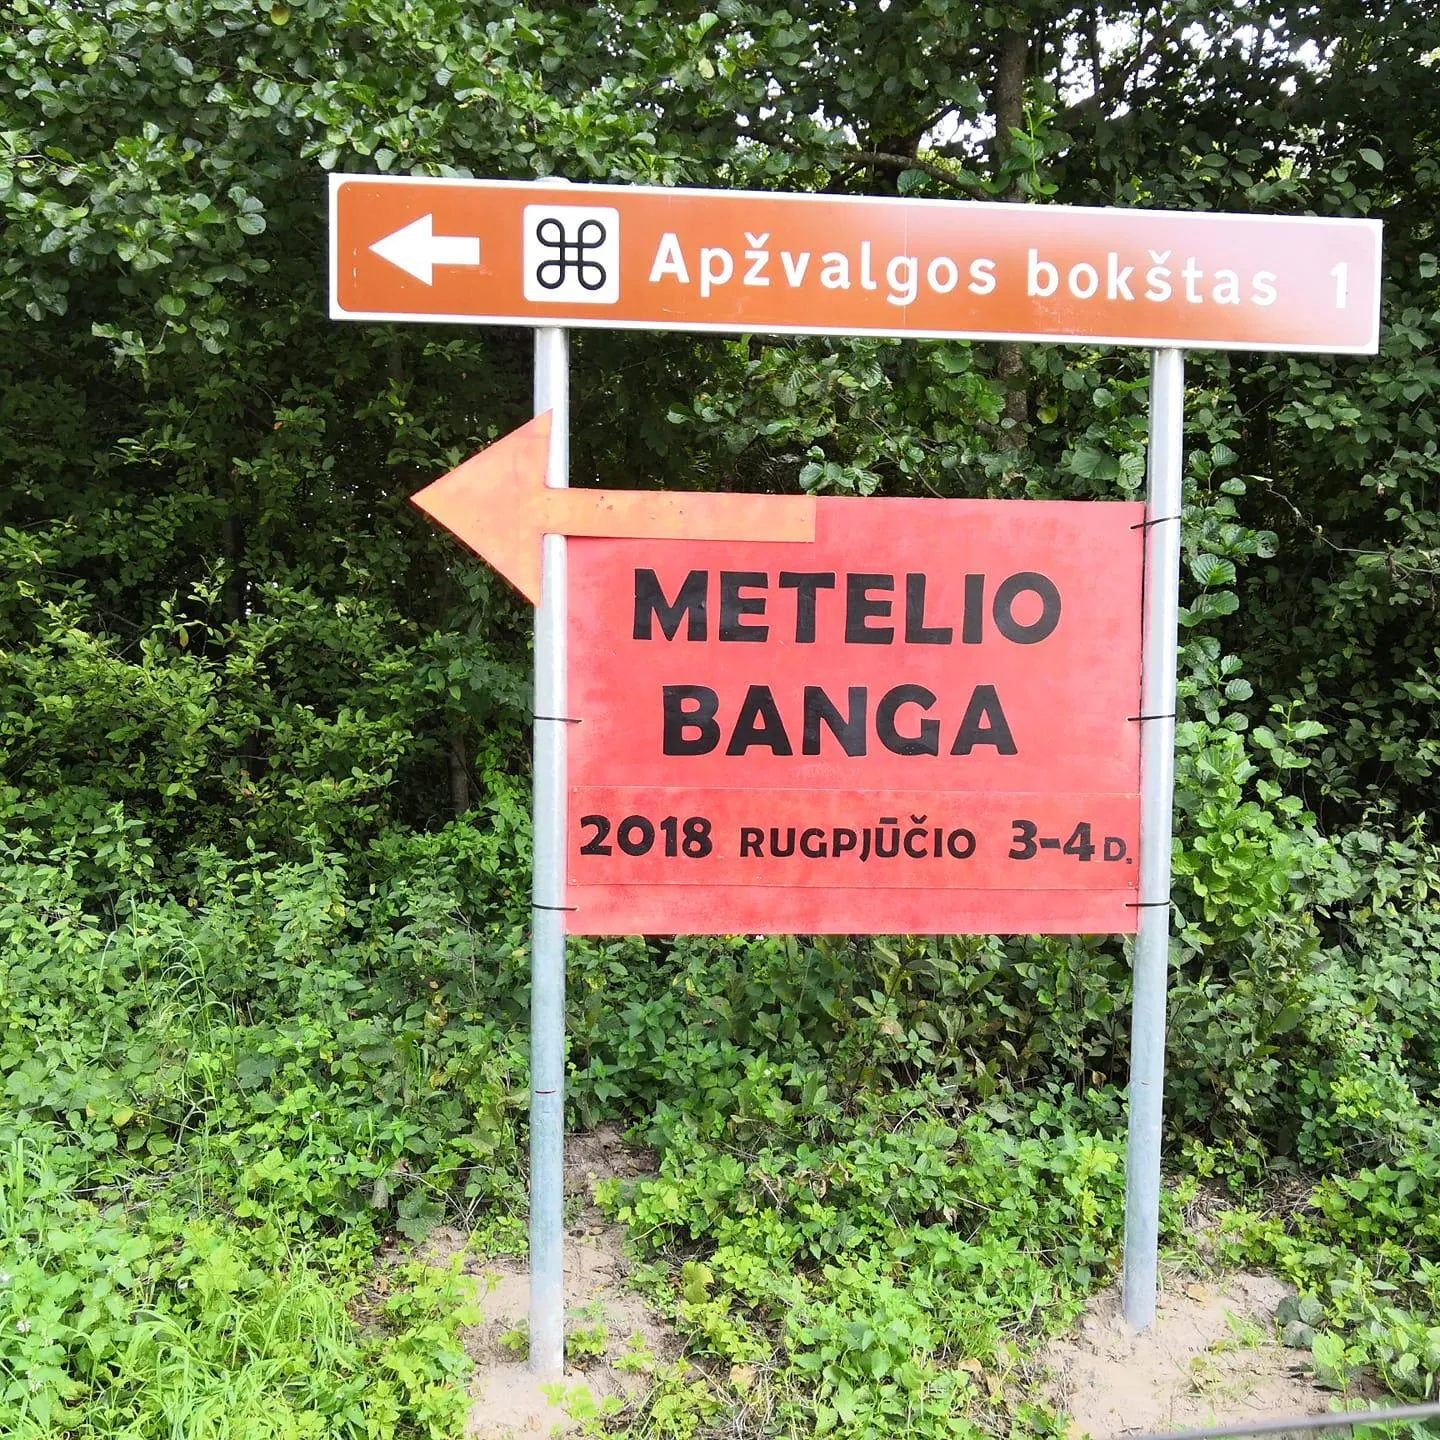 Apžvalgos bokštas 1
METELIO
BANGA
2018 RUGPJŪČIO 3-4 D.